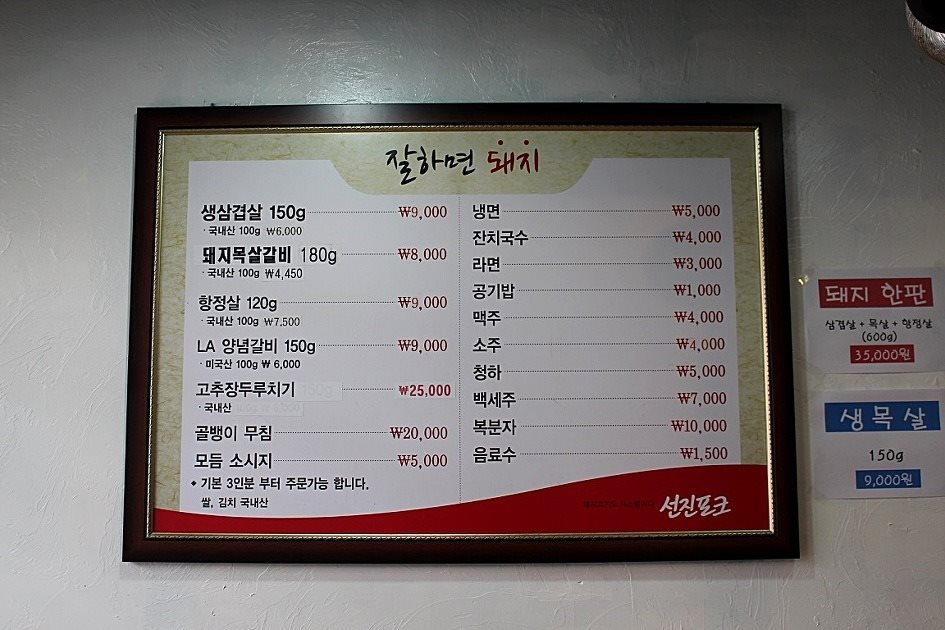 잘하면 돼지
생삼겹살 150g ₩9,000
· 국내산 100g ₩6,000
돼지목살갈비 180g ₩8,000
· 국내산 100g ₩4,450
항정살 120g ₩9,000
· 국내산 100g ₩7,500
LA 양념갈비 150g ₩9,000
· 미국산 100g ₩ 6,000
고추장두루치기 ₩25,000
· 국내산
골뱅이 무침 ₩20,000
모듬 소시지 ₩5,000
◆ 기본 3인분 부터 주문가능 합니다.
쌀, 김치 국내산
냉면 ₩5,000
잔치국수 ₩4,000
라면 ₩3,000
공기밥 ₩1,000
맥주 ₩4,000
소주 ₩4,000
청하 ₩5,000
백세주 ₩7,000
복분자 ₩10,000
음료수 ₩1,500
선진포크
돼지 한판
삼겹살 + 목살 + 항정살
(600g)
35,000원
생목살
150g
9,000원